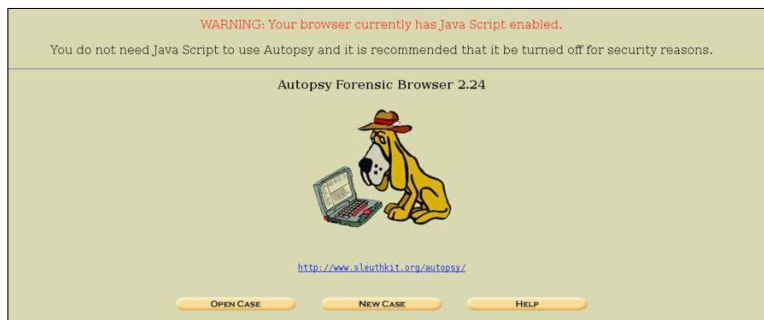 WARNING: Your browser currently has Java Script enabled.
You do not need Java Script to use Autopsy and it is recommended that it be turned off for security reasons.
Autopsy Forensic Browser 2.24
http://www.sleuthkit.org/autopsy/
OPEN CASE
NEW CASE
HELP